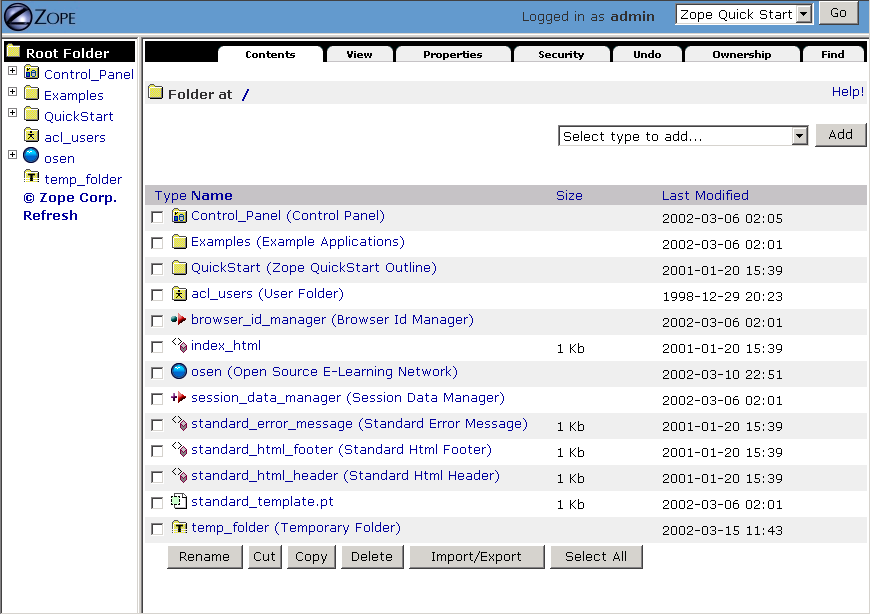 ZOPE Logged in as admin Zope Quick Start Go
Root Folder
Control_Panel
Examples
QuickStart
acl_users
osen
temp_folder
© Zope Corp.
Refresh
Contents View Properties Security Undo Ownership Find
Folder at / Help!
Select type to add... Add
Type Name Size Last Modified
Control_Panel (Control Panel) 2002-03-06 02:05
Examples (Example Applications) 2002-03-06 02:01
QuickStart (Zope QuickStart Outline) 2001-01-20 15:39
acl_users (User Folder) 1998-12-29 20:23
browser_id_manager (Browser Id Manager) 2002-03-06 02:01
index_html 1 Kb 2001-01-20 15:39
osen (Open Source E-Learning Network) 2002-03-10 22:51
session_data_manager (Session Data Manager) 2002-03-06 02:01
standard_error_message (Standard Error Message) 1 Kb 2001-01-20 15:39
standard_html_footer (Standard Html Footer) 1 Kb 2001-01-20 15:39
standard_html_header (Standard Html Header) 1 Kb 2001-01-20 15:39
standard_template.pt 1 Kb 2002-03-06 02:01
temp_folder (Temporary Folder) 2002-03-15 11:43
Rename Cut Copy Delete Import/Export Select All